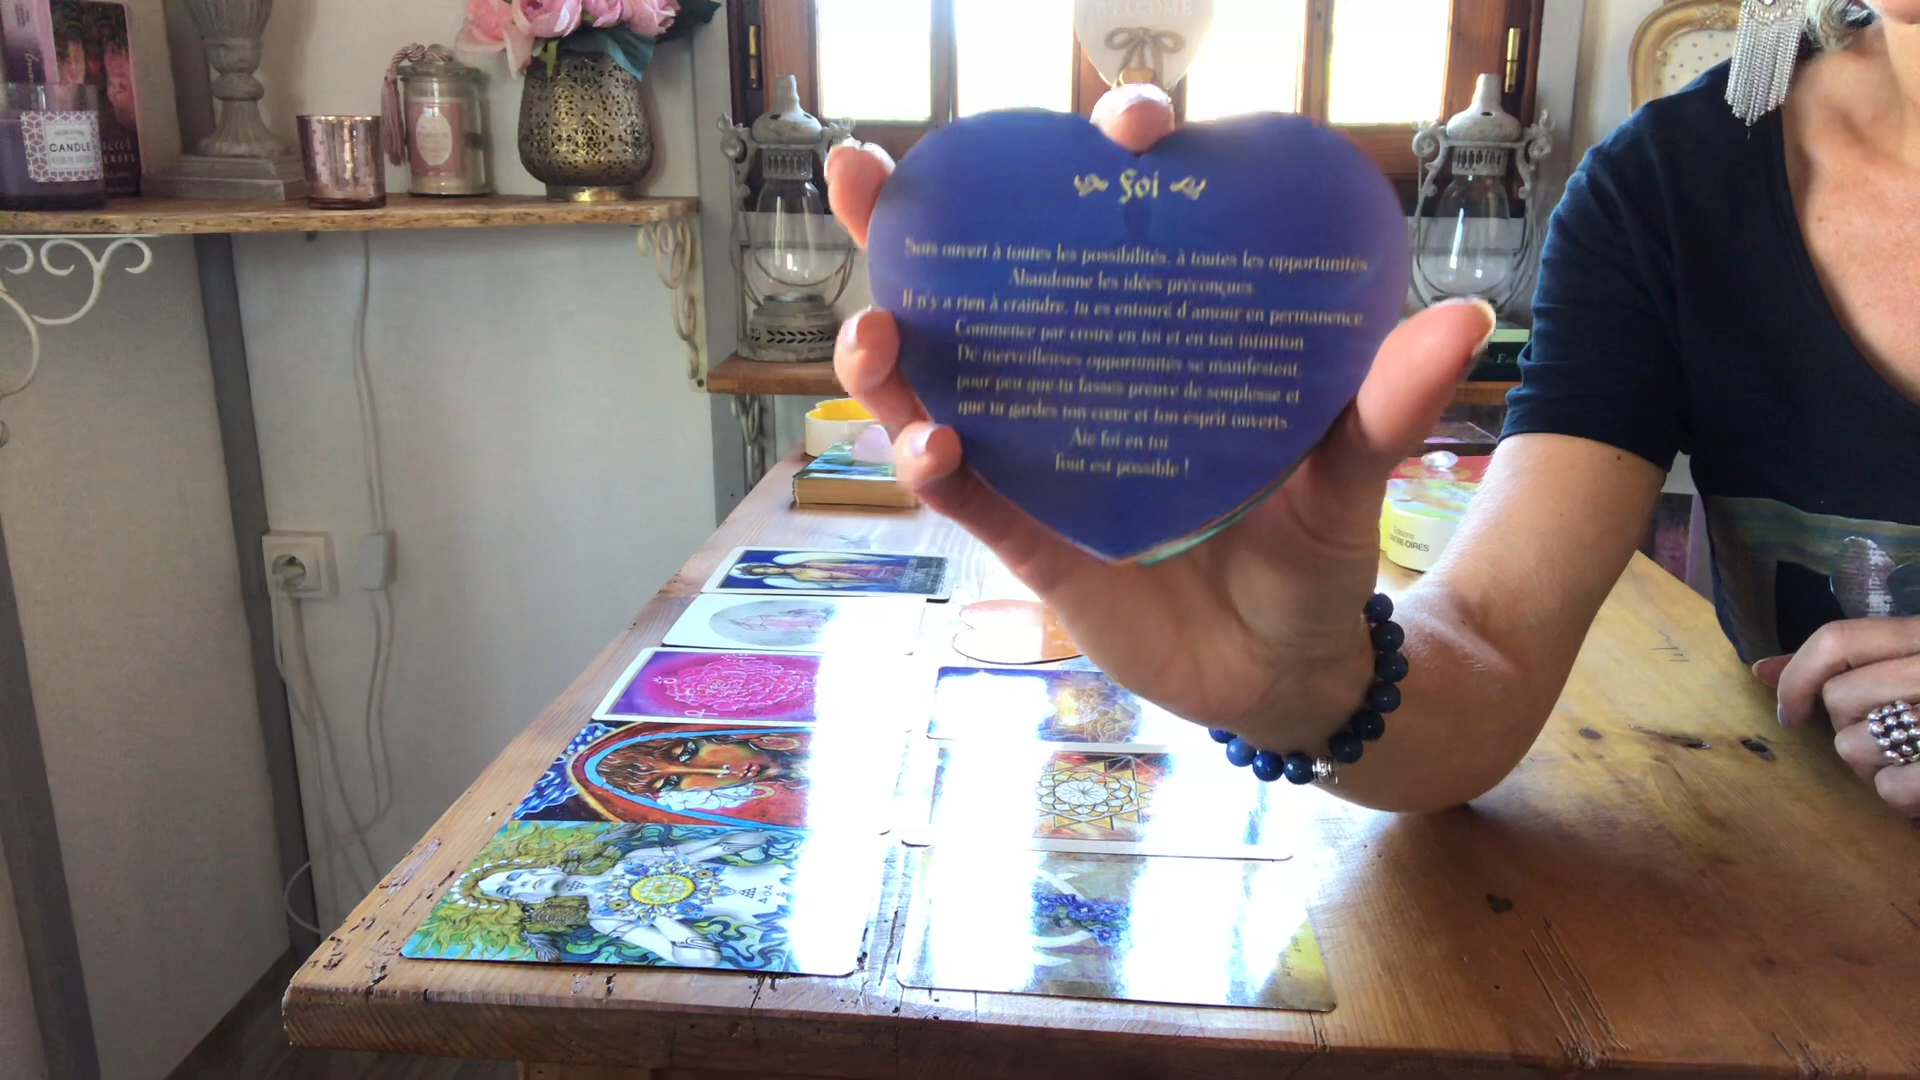 WELCOME
CANDLE
Foi
Sois ouvert à toutes les possibilités, à toutes les opportunités.
Abandonne les idées préconçues.
Il n'y a rien à craindre, tu es entouré d'amour en permanence.
Commence par croire en toi et en ton intuition.
De merveilleuses opportunités se manifestent,
pour peu que tu fasses preuve de souplesse et
que tu gardes ton cœur et ton esprit ouverts.
Aie foi en toi
Tout est possible !
Éditions